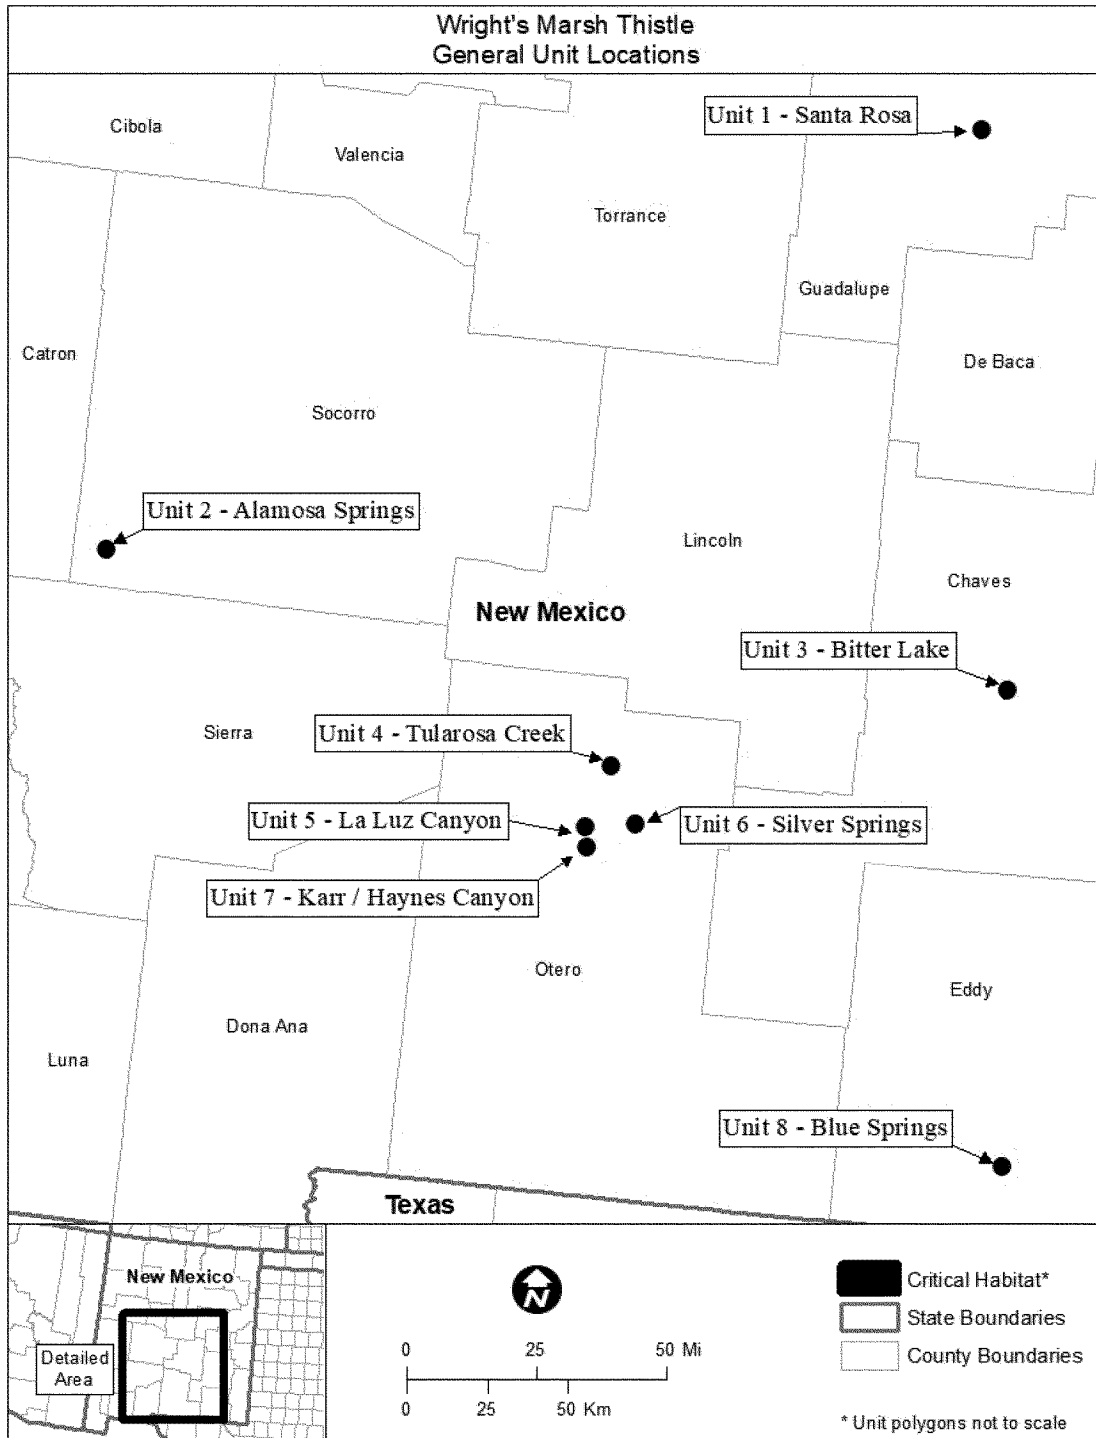 Wright's Marsh Thistle
General Unit Locations
Unit 1 - Santa Rosa
Cibola
Valencia
Torrance
Guadalupe
Catron
De Baca
Socorro
Unit 2 - Alamosa Springs
Lincoln
Chaves
New Mexico
Unit 3 - Bitter Lake
Sierra
Unit 4 - Tularosa Creek
Unit 5 - La Luz Canyon
Unit 6 - Silver Springs
Unit 7 - Karr / Haynes Canyon
Otero
Eddy
Dona Ana
Luna
Unit 8 - Blue Springs
Texas
New Mexico
Detailed
Area
N
0 25 50 Mi
0 25 50 Km
Critical Habitat*
State Boundaries
County Boundaries
* Unit polygons not to scale